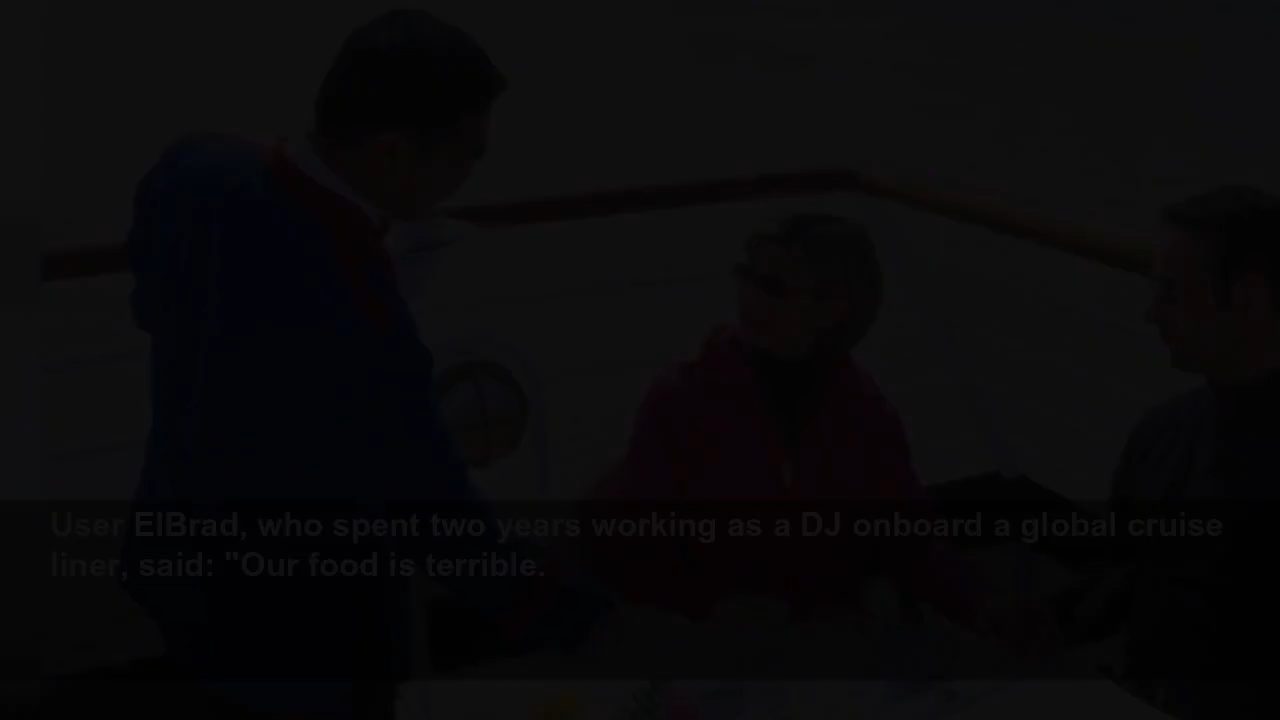 User ElBrad, who spent two years working as a DJ onboard a global cruise
liner, said: "Our food is terrible.